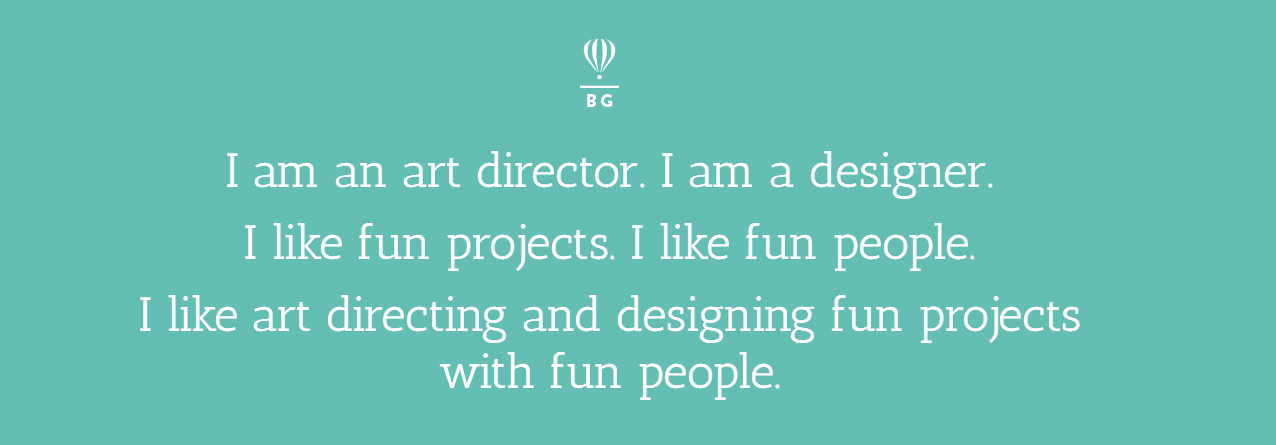 BG
I am an art director. I am a designer.
I like fun projects. I like fun people.
I like art directing and designing fun projects
with fun people.